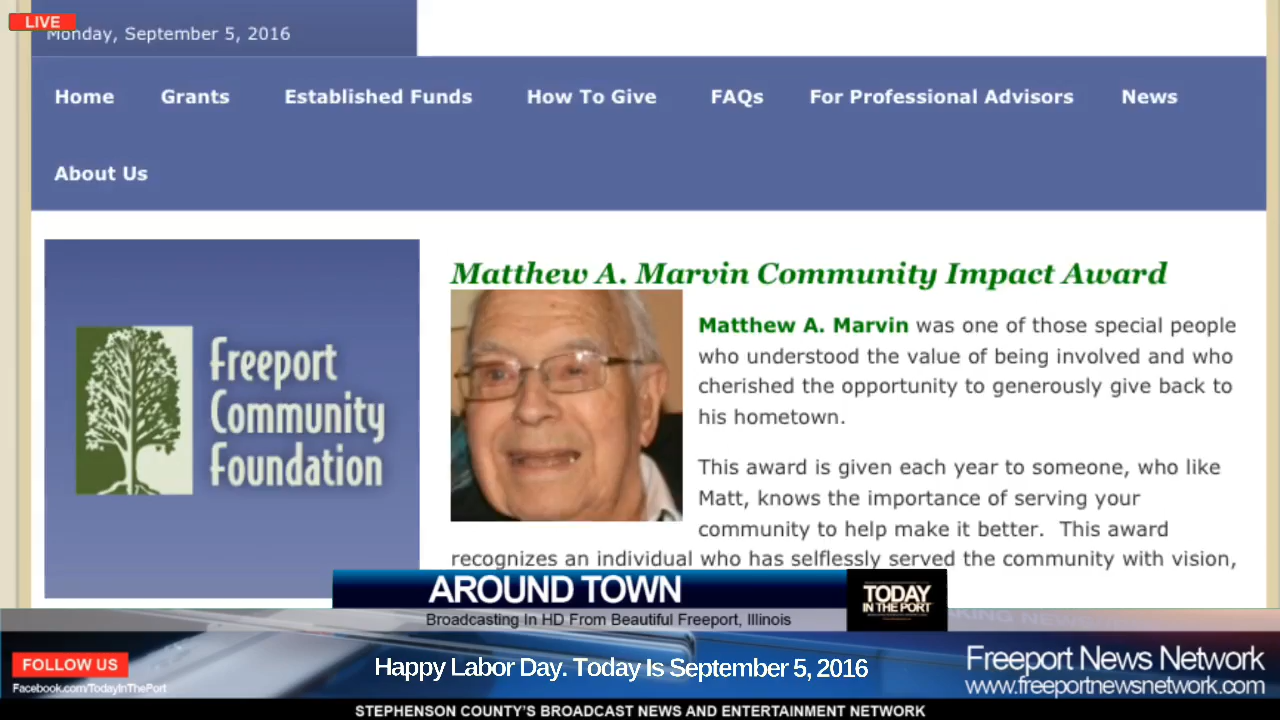 LIVE
Monday, September 5, 2016
Home Grants Established Funds How To Give FAQs For Professional Advisors News
About Us
Freeport
Community
Foundation
Matthew A. Marvin Community Impact Award
Matthew A. Marvin was one of those special people
who understood the value of being involved and who
cherished the opportunity to generously give back to
his hometown.
This award is given each year to someone, who like
Matt, knows the importance of serving your
community to help make it better. This award
recognizes an individual who has selflessly served the community with vision,
AROUND TOWN
Broadcasting In HD From Beautiful Freeport, Illinois
TODAY
IN THE PORT
FOLLOW US
Facebook.com/TodayInThePort
Happy Labor Day. Today Is September 5, 2016
Freeport News Network
www.freeportnewsnetwork.com
STEPHENSON COUNTY'S BROADCAST NEWS AND ENTERTAINMENT NETWORK